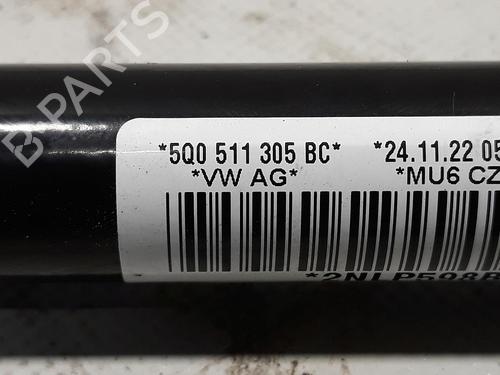 B PARTS
*5Q0 511 305 BC* *24.11.22 05
*VW AG* *MU6 CZ